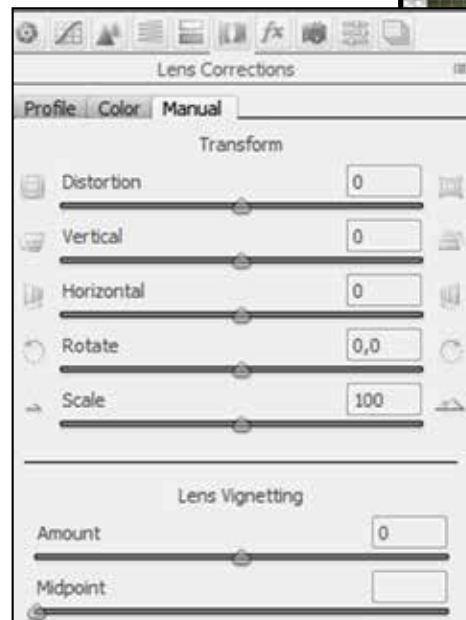 fx
Lens Corrections
Profile Color Manual
Transform
Distortion 0
Vertical 0
Horizontal 0
Rotate 0,0
Scale 100
Lens Vignetting
Amount 0
Midpoint